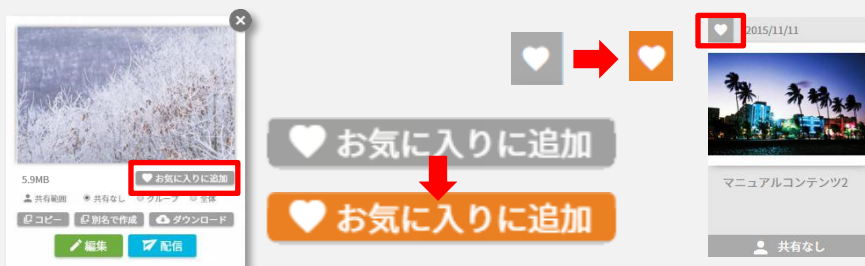 5.9MB
お気に入りに追加
共有範囲 共有なし グループ 全体
コピー 別名で作成 ダウンロード
編集 配信
お気に入りに追加
お気に入りに追加
2015/11/11
マニュアルコンテンツ2
共有なし